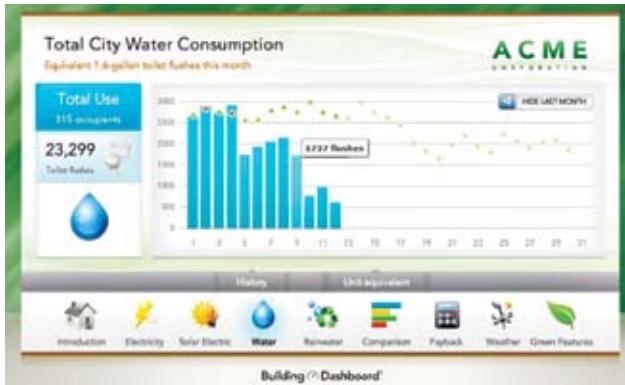 Total City Water Consumption
Equivalent 1.6-gallon toilet flushes this month
ACME
CORPORATION
Total Use
315 occupants
23,299
Toilet flushes
HIDE LAST MONTH
3000
2500
2000
1500
1000
500
0
1737 flushes
1 3 5 7 9 11 13 15 17 19 21 23 25 27 29 31
History Unit equivalent
Introduction Electricity Solar Electric Water Rainwater Comparison Payback Weather Green Features
Building Dashboard